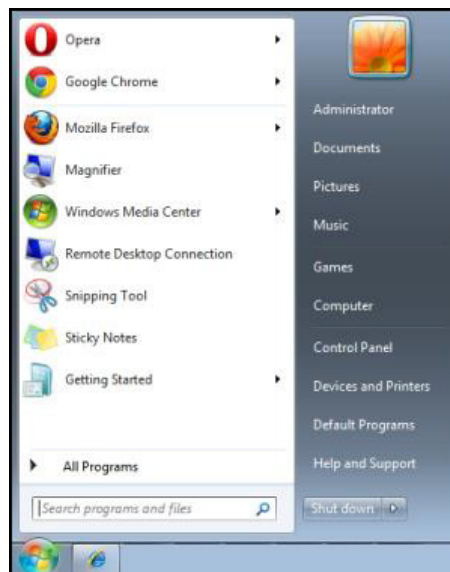 Opera
Google Chrome
Mozilla Firefox
Magnifier
Windows Media Center
Remote Desktop Connection
Snipping Tool
Sticky Notes
Getting Started
All Programs
Search programs and files
Administrator
Documents
Pictures
Music
Games
Computer
Control Panel
Devices and Printers
Default Programs
Help and Support
Shut down